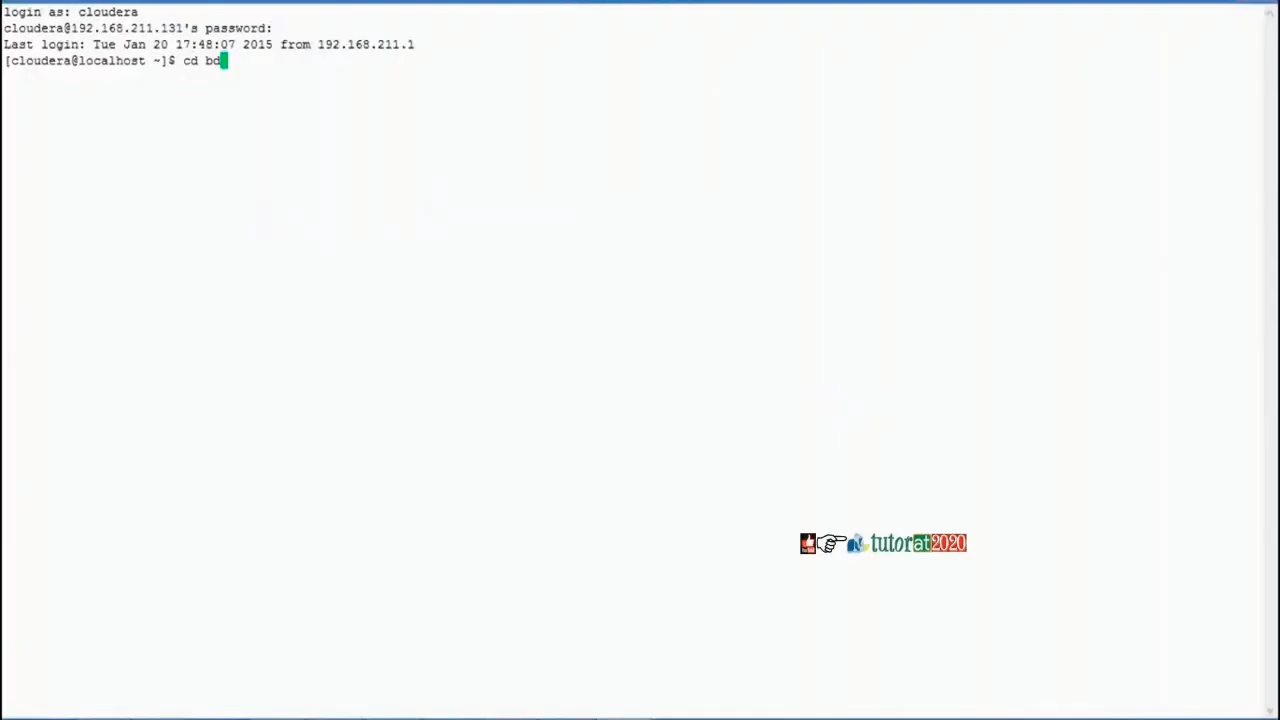 login as: cloudera
cloudera@192.168.211.131's password:
Last login: Tue Jan 20 17:48:07 2015 from 192.168.211.1
[cloudera@localhost ~]$ cd bd
tutorat2020